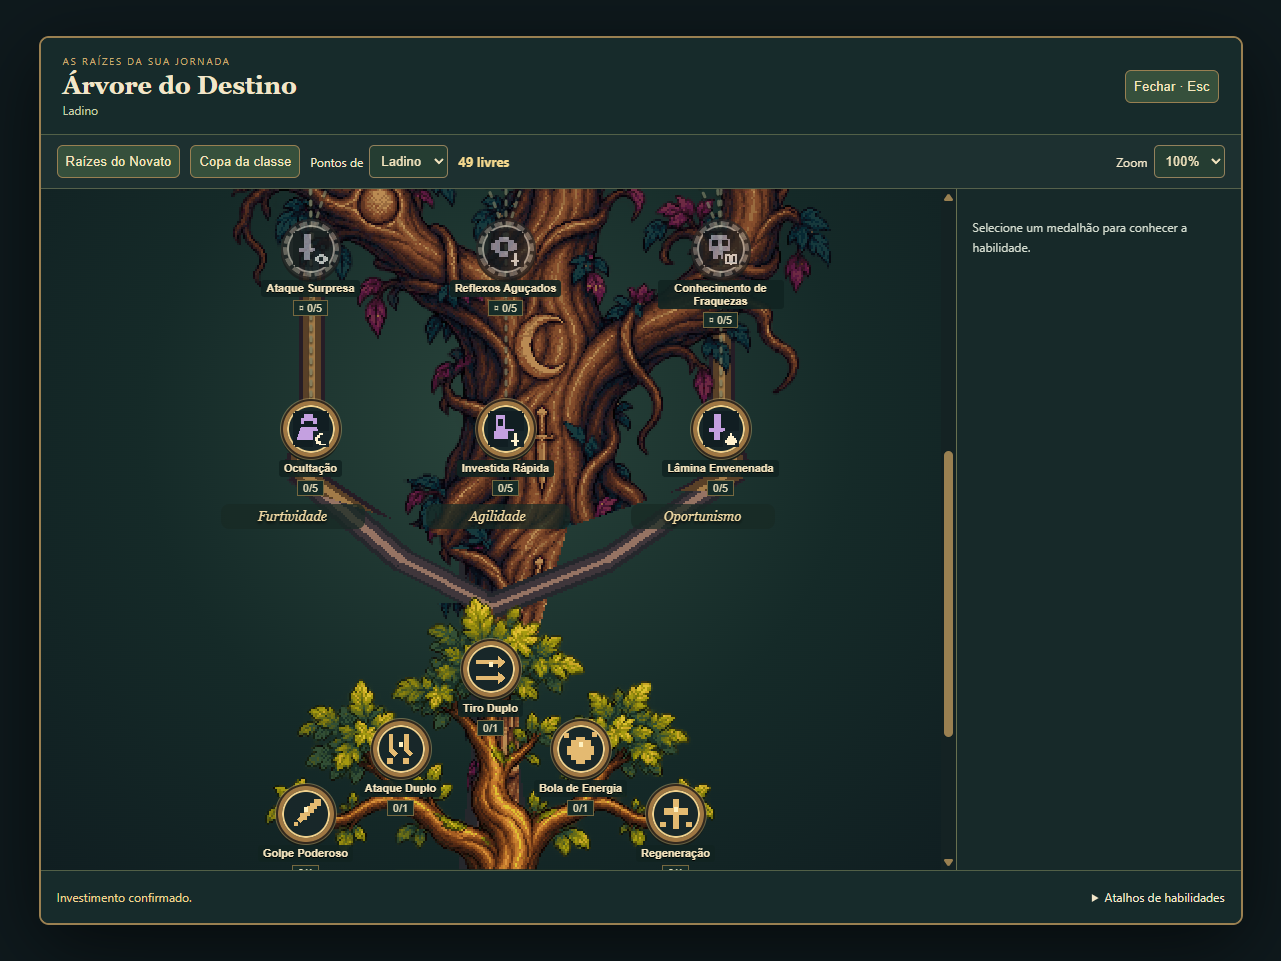 AS RAÍZES DA SUA JORNADA
Árvore do Destino
Ladino
Fechar · Esc
Raízes do Novato
Copa da classe
Pontos de
Ladino
49 livres
Zoom
100%
Selecione um medalhão para conhecer a
habilidade.
Ataque Surpresa
¤ 0/5
Reflexos Aguçados
¤ 0/5
Conhecimento de
Fraquezas
¤ 0/5
Ocultação
0/5
Investida Rápida
0/5
Lâmina Envenenada
0/5
Furtividade
Agilidade
Oportunismo
Tiro Duplo
0/1
Ataque Duplo
0/1
Bola de Energia
0/1
Golpe Poderoso
Regeneração
Investimento confirmado.
▶ Atalhos de habilidades